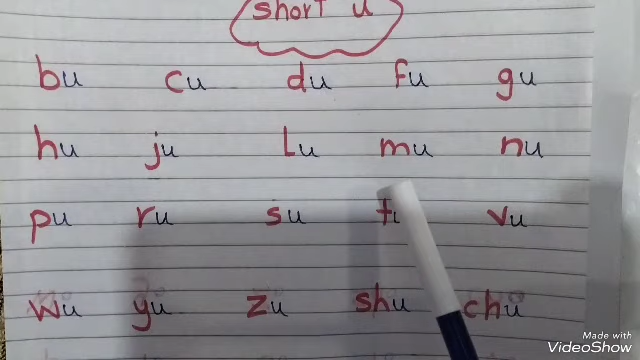 short u
bu cu du fu gu
hu ju Lu mu nu
pu ru su tu vu
wu yu zu shu chu
Made with
VideoShow